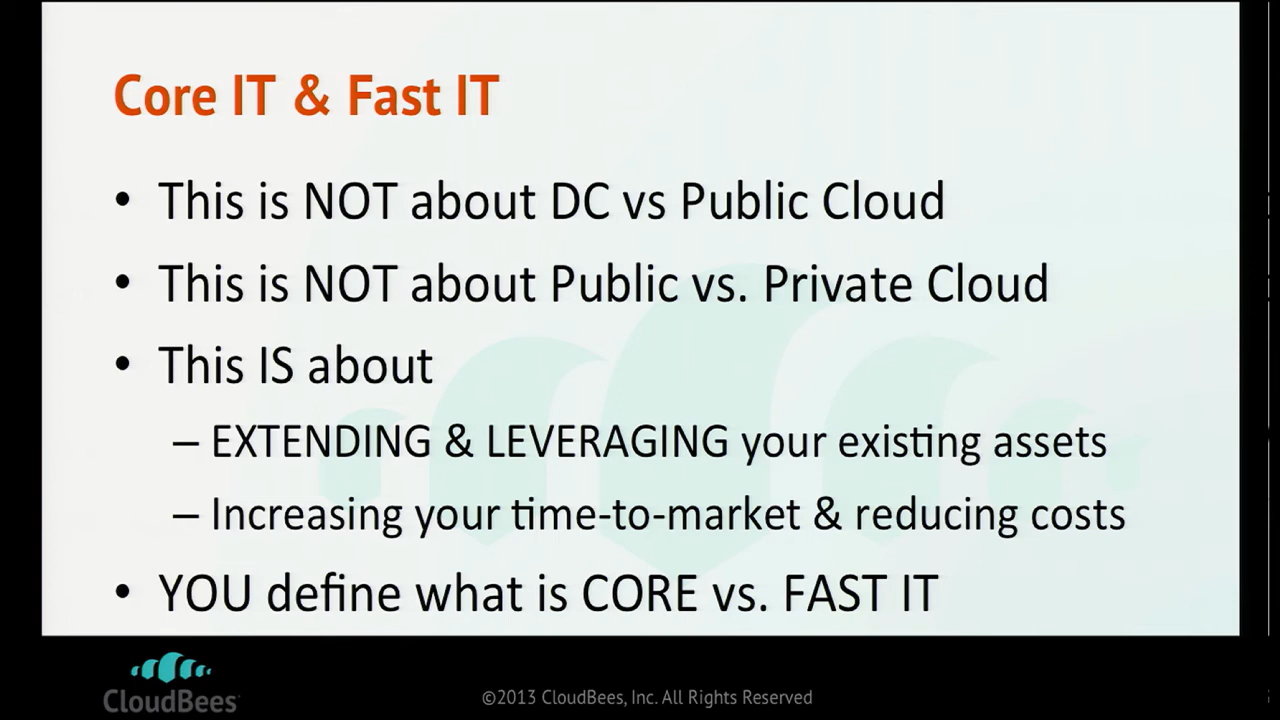 Core IT & Fast IT
• This is NOT about DC vs Public Cloud
• This is NOT about Public vs. Private Cloud
• This IS about
– EXTENDING & LEVERAGING your existing assets
– Increasing your time-to-market & reducing costs
• YOU define what is CORE vs. FAST IT
CloudBees
©2013 CloudBees, Inc. All Rights Reserved